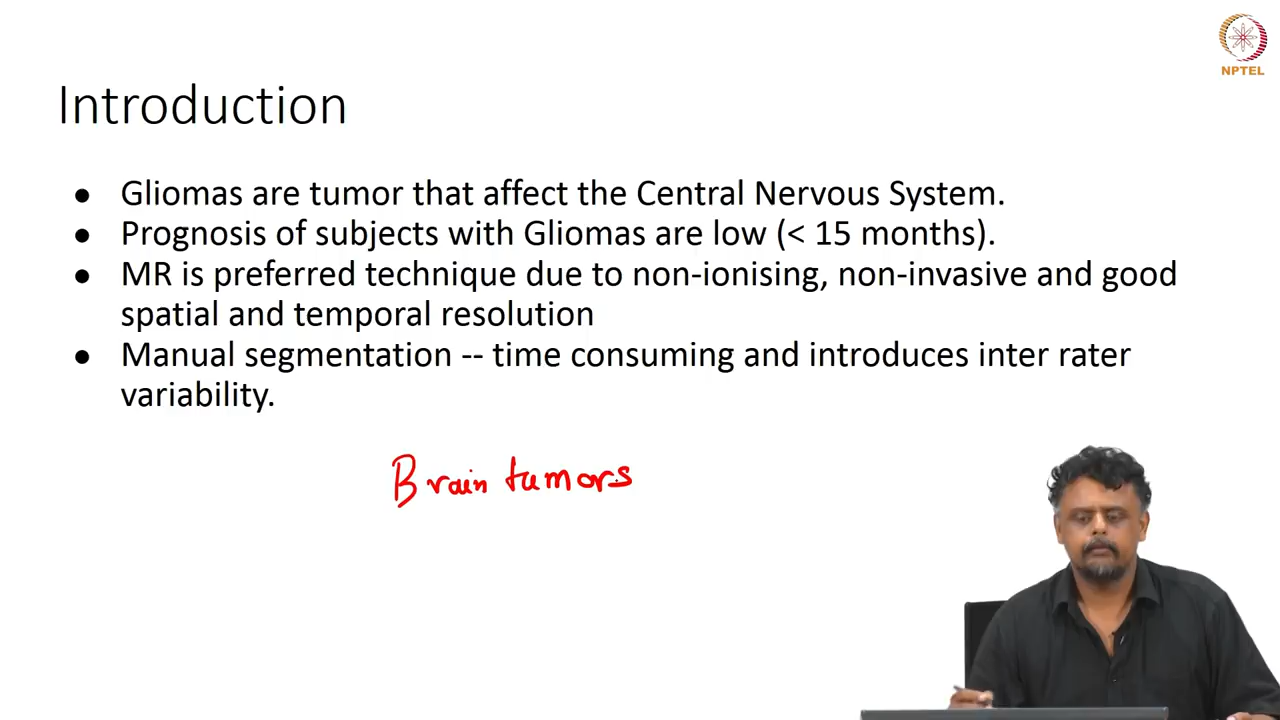 NPTEL
Introduction
● Gliomas are tumor that affect the Central Nervous System.
● Prognosis of subjects with Gliomas are low (< 15 months).
● MR is preferred technique due to non-ionising, non-invasive and good
spatial and temporal resolution
● Manual segmentation -- time consuming and introduces inter rater
variability.
Brain tumors